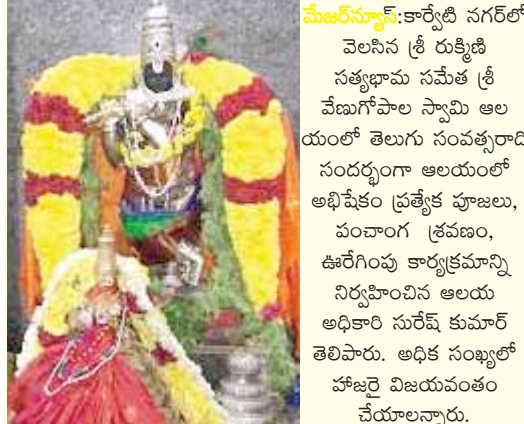 మేజర్‌న్యూస్:కార్వేటి నగర్‌లో
వెలసిన శ్రీ రుక్మిణి
సత్యభామ సమేత శ్రీ
వేణుగోపాల స్వామి ఆల
యంలో తెలుగు సంవత్సరాది
సందర్భంగా ఆలయంలో
అభిషేకం ప్రత్యేక పూజలు,
పంచాంగ శ్రవణం,
ఊరేగింపు కార్యక్రమాన్ని
నిర్వహించిన ఆలయ
అధికారి సురేష్ కుమార్
తెలిపారు. అధిక సంఖ్యలో
హాజరై విజయవంతం
చేయాలన్నారు.